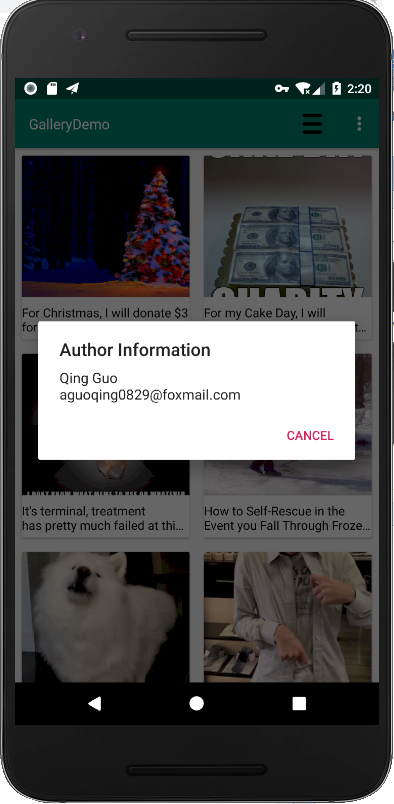 2:20
GalleryDemo
CHARITY
For Christmas, I will donate $3
for
For my Cake Day, I will
t...
Author Information
Qing Guo
aguoqing0829@foxmail.com
CANCEL
It's terminal, treatment
has pretty much failed at thi...
How to Self-Rescue in the
Event you Fall Through Froze...